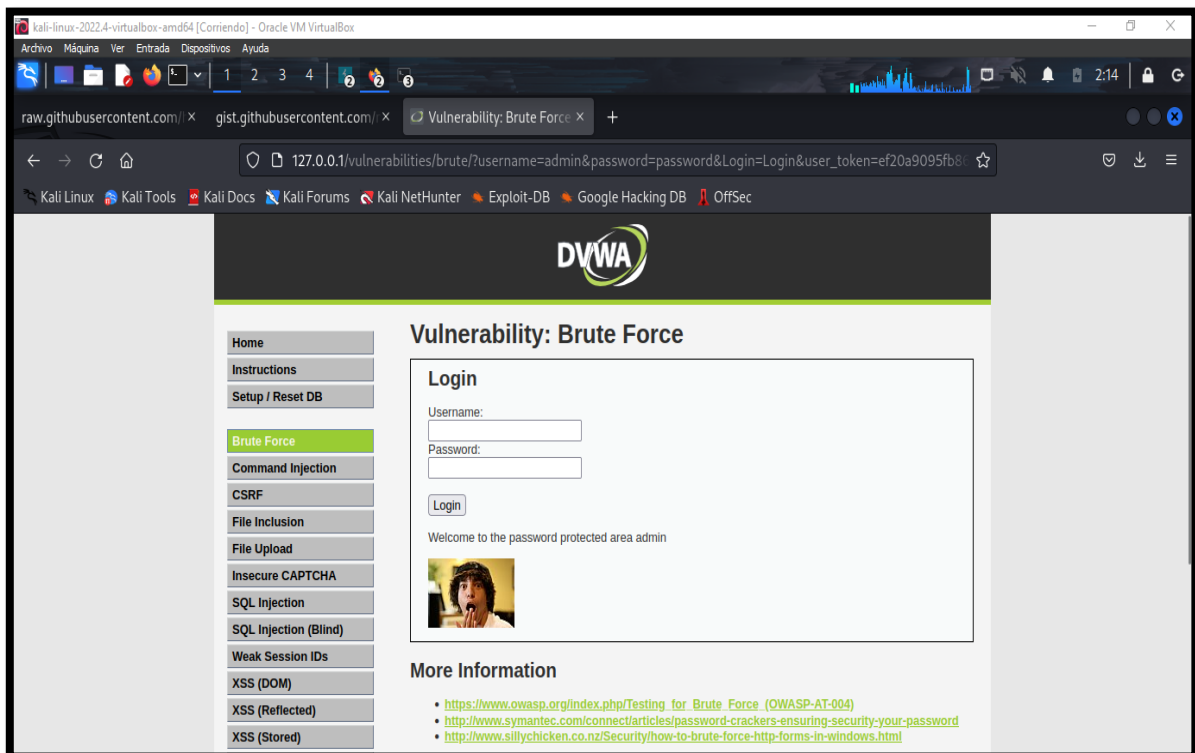 kali-linux-2022.4-virtualbox-amd64 [Corriendo] - Oracle VM VirtualBox
Archivo Máquina Ver Entrada Dispositivos Ayuda
1 2 3 4 2 6 3 2:14
raw.githubusercontent.com/l × gist.githubusercontent.com/r × Vulnerability: Brute Force × +
127.0.0.1/vulnerabilities/brute/?username=admin&password=password&Login=Login&user_token=ef20a9095fb8
Kali Linux Kali Tools Kali Docs Kali Forums Kali NetHunter Exploit-DB Google Hacking DB OffSec
DVWA
Home
Instructions
Setup / Reset DB
Brute Force
Command Injection
CSRF
File Inclusion
File Upload
Insecure CAPTCHA
SQL Injection
SQL Injection (Blind)
Weak Session IDs
XSS (DOM)
XSS (Reflected)
XSS (Stored)
Vulnerability: Brute Force
Login
Username:
Password:
Login
Welcome to the password protected area admin
More Information
• https://www.owasp.org/index.php/Testing_for_Brute_Force_(OWASP-AT-004)
• http://www.symantec.com/connect/articles/password-crackers-ensuring-security-your-password
• http://www.sillychicken.co.nz/Security/how-to-brute-force-http-forms-in-windows.html